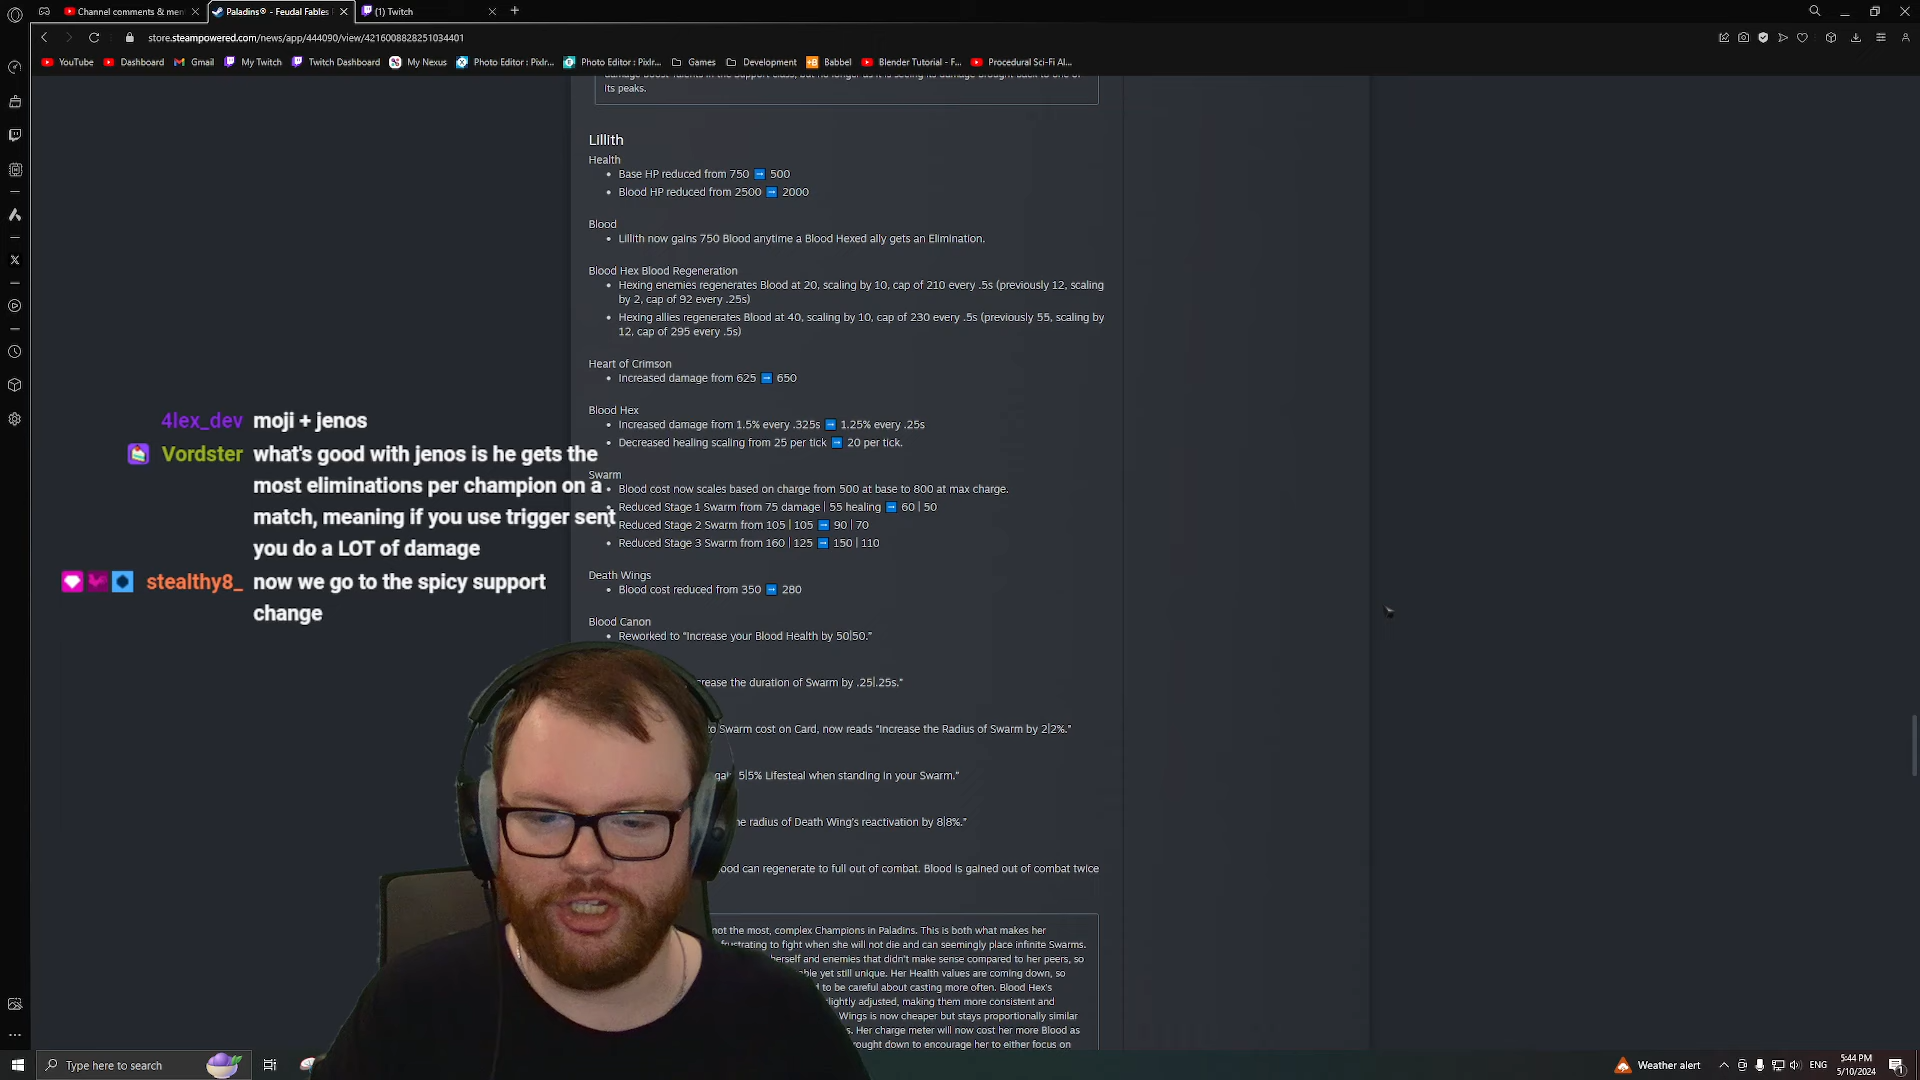 Channel comments & me
Paladins® - Feudal Fables
(1) Twitch
store.steampowered.com/news/app/444090/view/4216008828251034401
YouTube
Dashboard
Gmail
My Twitch
Twitch Dashboard
My Nexus
Photo Editor : Pixlr...
Photo Editor : Pixlr...
Games
Development
Babbel
Blender Tutorial - F...
Procedural Sci-Fi Al...
its peaks.
Lillith
Health
• Base HP reduced from 750 ➡ 500
• Blood HP reduced from 2500 ➡ 2000
Blood
• Lillith now gains 750 Blood anytime a Blood Hexed ally gets an Elimination.
Blood Hex Blood Regeneration
• Hexing enemies regenerates Blood at 20, scaling by 10, cap of 210 every .5s (previously 12, scaling
by 2, cap of 92 every .25s)
• Hexing allies regenerates Blood at 40, scaling by 10, cap of 230 every .5s (previously 55, scaling by
12, cap of 295 every .5s)
Heart of Crimson
• Increased damage from 625 ➡ 650
Blood Hex
• Increased damage from 1.5% every .325s ➡ 1.25% every .25s
• Decreased healing scaling from 25 per tick ➡ 20 per tick.
Swarm
• Blood cost now scales based on charge from 500 at base to 800 at max charge.
• Reduced Stage 1 Swarm from 75 damage | 55 healing ➡ 60 | 50
• Reduced Stage 2 Swarm from 105 | 105 ➡ 90 | 70
• Reduced Stage 3 Swarm from 160 | 125 ➡ 150 | 110
Death Wings
• Blood cost reduced from 350 ➡ 280
Blood Canon
• Reworked to “Increase your Blood Health by 50|50.”
crease the duration of Swarm by .25|.25s.”
to Swarm cost on Card, now reads “Increase the Radius of Swarm by 2|2%.”
5|5% Lifesteal when standing in your Swarm.”
he radius of Death Wing's reactivation by 8|8%.”
ood can regenerate to full out of combat. Blood is gained out of combat twice
not the most, complex Champions in Paladins. This is both what makes her
frustrating to fight when she will not die and can seemingly place infinite Swarms.
herself and enemies that didn't make sense compared to her peers, so
able yet still unique. Her Health values are coming down, so
d to be careful about casting more often. Blood Hex's
lightly adjusted, making them more consistent and
Wings is now cheaper but stays proportionally similar
s. Her charge meter will now cost her more Blood as
rought down to encourage her to either focus on
4lex_dev moji + jenos
Vordster what's good with jenos is he gets the
most eliminations per champion on a
match, meaning if you use trigger sent
you do a LOT of damage
stealthy8_ now we go to the spicy support
change
Type here to search
Weather alert
ENG
5:44 PM
5/10/2024